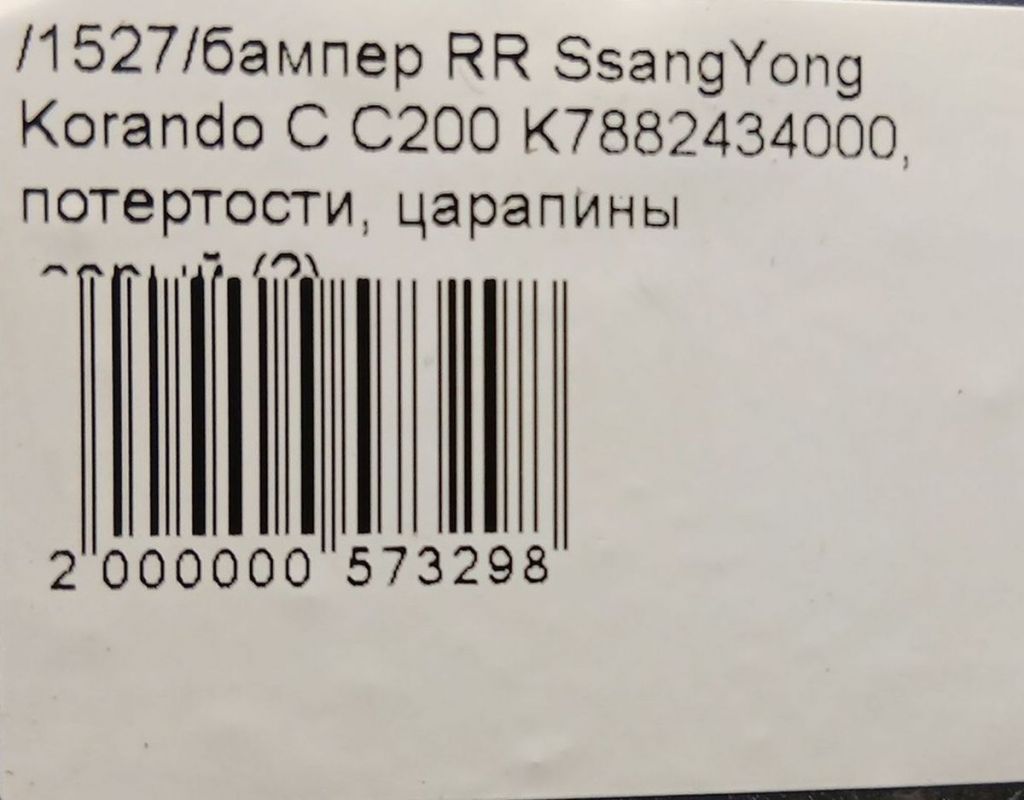 /1527/бампер RR SsangYong
Korando C C200 K7882434000,
потертости, царапины
2 000000 573298